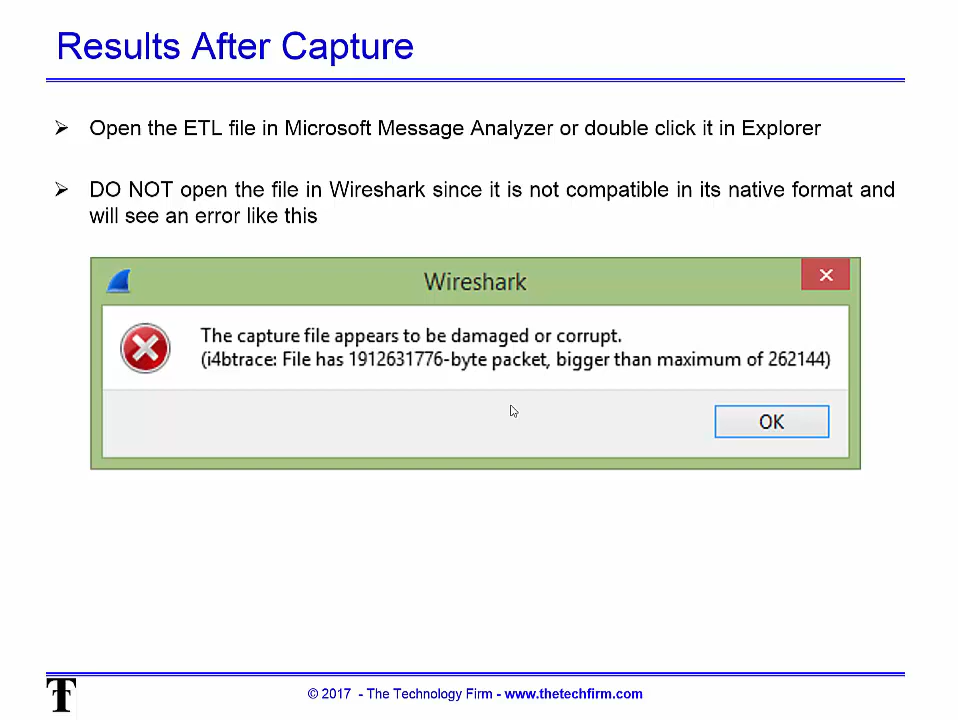 Results After Capture
Open the ETL file in Microsoft Message Analyzer or double click it in Explorer
DO NOT open the file in Wireshark since it is not compatible in its native format and
will see an error like this
Wireshark
The capture file appears to be damaged or corrupt.
(i4btrace: File has 1912631776-byte packet, bigger than maximum of 262144)
OK
T
© 2017 - The Technology Firm - www.thetechfirm.com